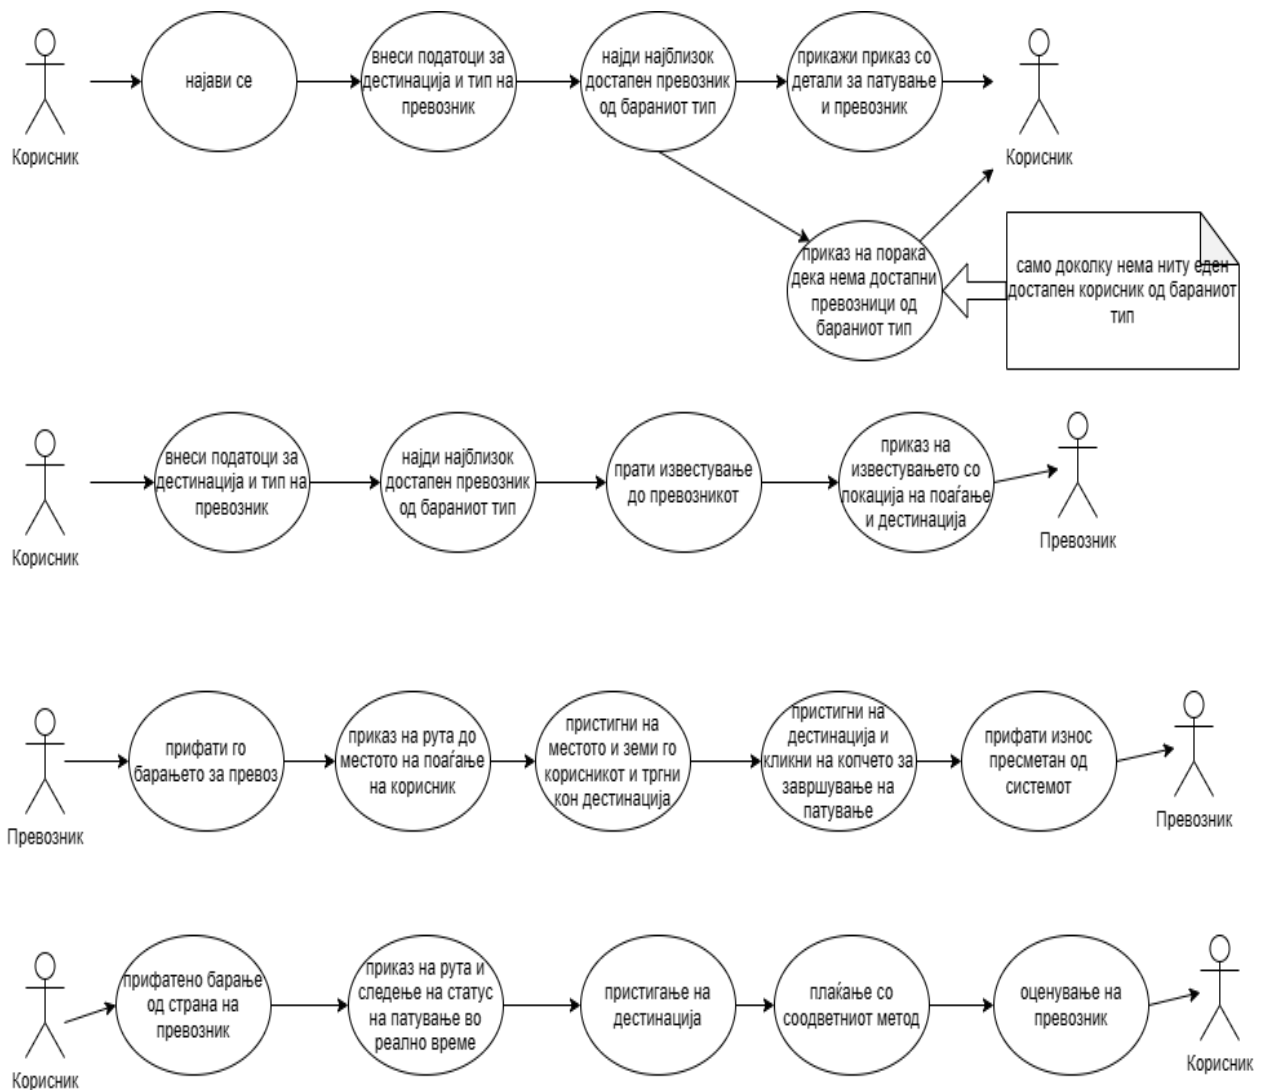 најави се
внеси податоци за
дестинација и тип на
превозник
најди најблизок
достапен превозник
од бараниот тип
прикажи приказ со
детали за патување
и превозник
Корисник
Корисник
приказ на порака
дека нема достапни
превозници од
бараниот тип
само доколку нема ниту еден
достапен корисник од бараниот
тип
внеси податоци за
дестинација и тип на
превозник
најди најблизок
достапен превозник
од бараниот тип
прати известување
до превозникот
приказ на
известувањето со
локација на поаѓање
и дестинација
Корисник
Превозник
прифати го
барањето за превоз
приказ на рута до
местото на поаѓање
на корисник
пристигни на
местото и земи го
корисникот и тргни
кон дестинација
пристигни на
дестинација и
кликни на копчето за
завршување на
патување
прифати износ
пресметан од
системот
Превозник
Превозник
прифатено барање
од страна на
превозник
приказ на рута и
следење на статус
на патување во
реално време
пристигање на
дестинација
плаќање со
соодветниот метод
оценување на
превозник
Корисник
Корисник